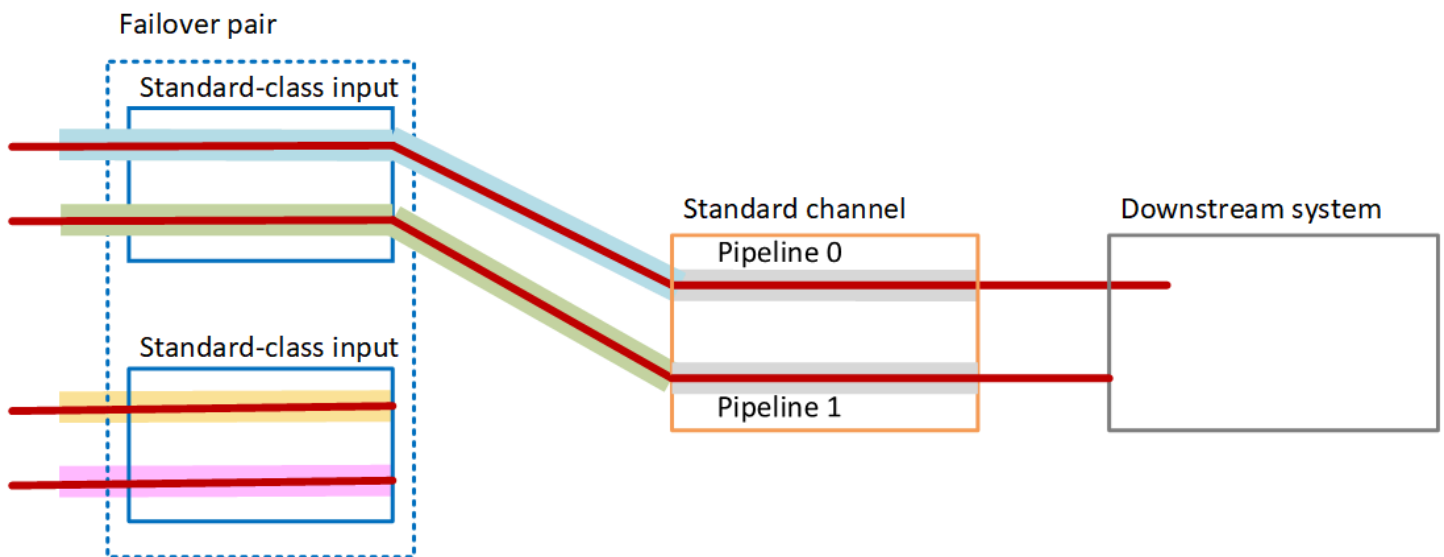 Failover pair
Standard-class input
Standard channel
Downstream system
Pipeline 0
Standard-class input
Pipeline 1